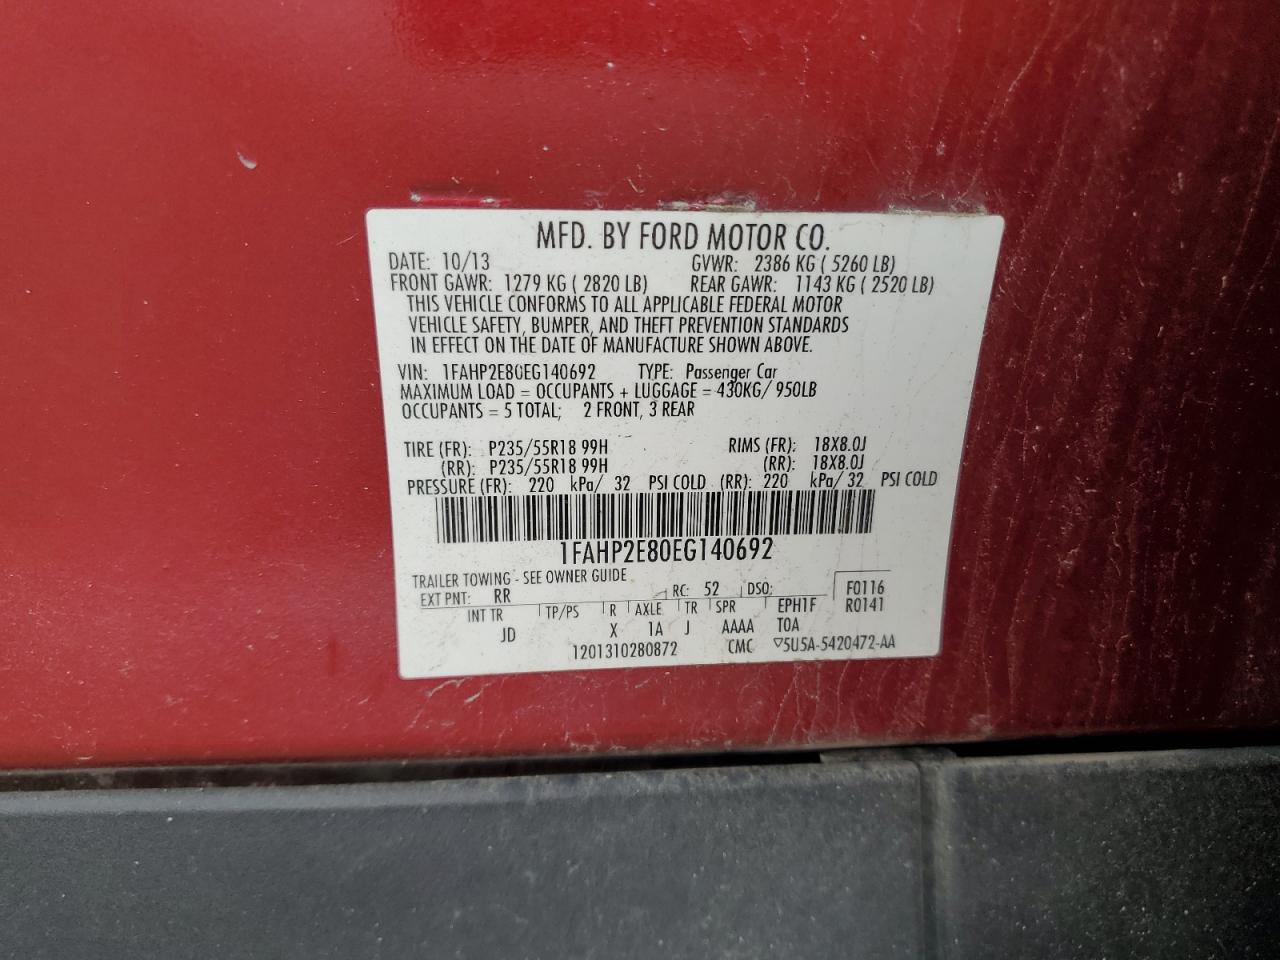 MFD. BY FORD MOTOR CO.
DATE: 10/13 GVWR: 2386 KG ( 5260 LB)
FRONT GAWR: 1279 KG ( 2820 LB) REAR GAWR: 1143 KG ( 2520 LB)
THIS VEHICLE CONFORMS TO ALL APPLICABLE FEDERAL MOTOR
VEHICLE SAFETY, BUMPER, AND THEFT PREVENTION STANDARDS
IN EFFECT ON THE DATE OF MANUFACTURE SHOWN ABOVE.
VIN: 1FAHP2E80EG140692 TYPE: Passenger Car
MAXIMUM LOAD = OCCUPANTS + LUGGAGE = 430KG/ 950LB
OCCUPANTS = 5 TOTAL; 2 FRONT, 3 REAR
TIRE (FR): P235/55R18 99H RIMS (FR): 18X8.0J
(RR): P235/55R18 99H (RR): 18X8.0J
PRESSURE (FR): 220 kPa/ 32 PSI COLD (RR): 220 kPa/ 32 PSI COLD
1FAHP2E80EG140692
TRAILER TOWING - SEE OWNER GUIDE
EXT PNT: RR RC: 52 DSO: F0116
INT TR TP/PS R AXLE TR SPR EPH1F R0141
JD X 1A J AAAA TOA
1201310280872 CMC ▽5U5A-5420472-AA